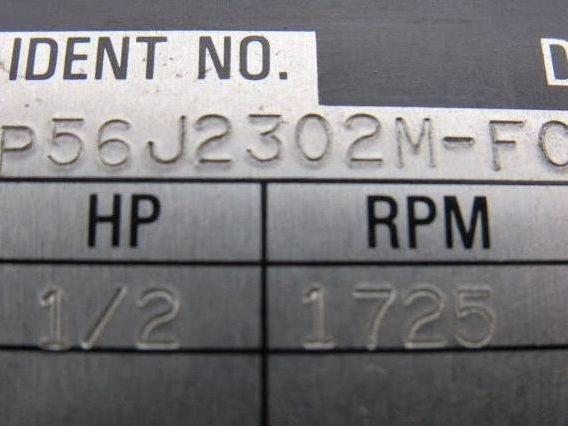 IDENT NO. D
P56J2302M-FC
HP RPM
1/2 1725